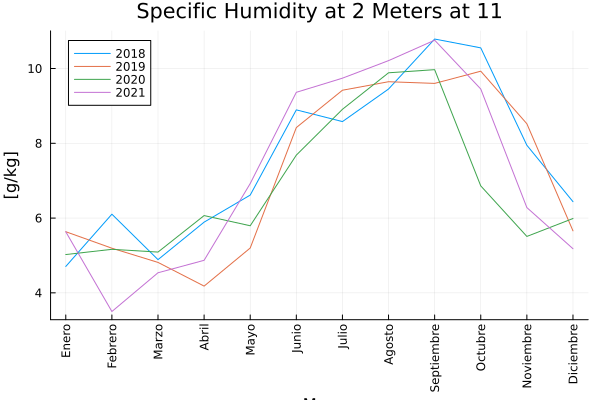 Specific Humidity at 2 Meters at 11
[g/kg]
10
8
6
4
2018
2019
2020
2021
Enero
Febrero
Marzo
Abril
Mayo
Junio
Julio
Agosto
Septiembre
Octubre
Noviembre
Diciembre